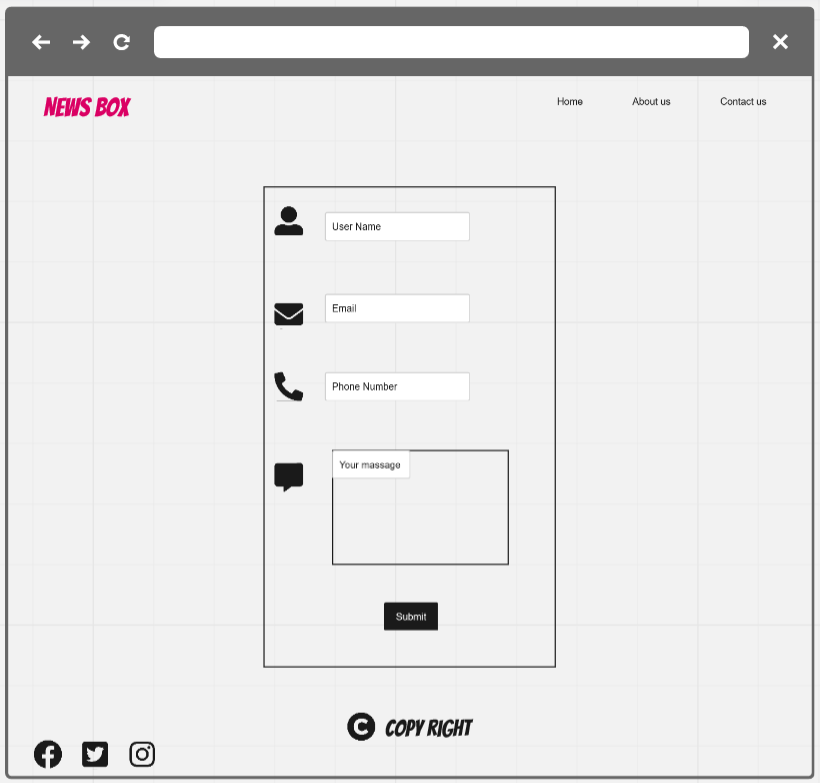 NEWS BOX
Home About us Contact us
User Name
Email
Phone Number
Your massage
Submit
C COPY RIGHT